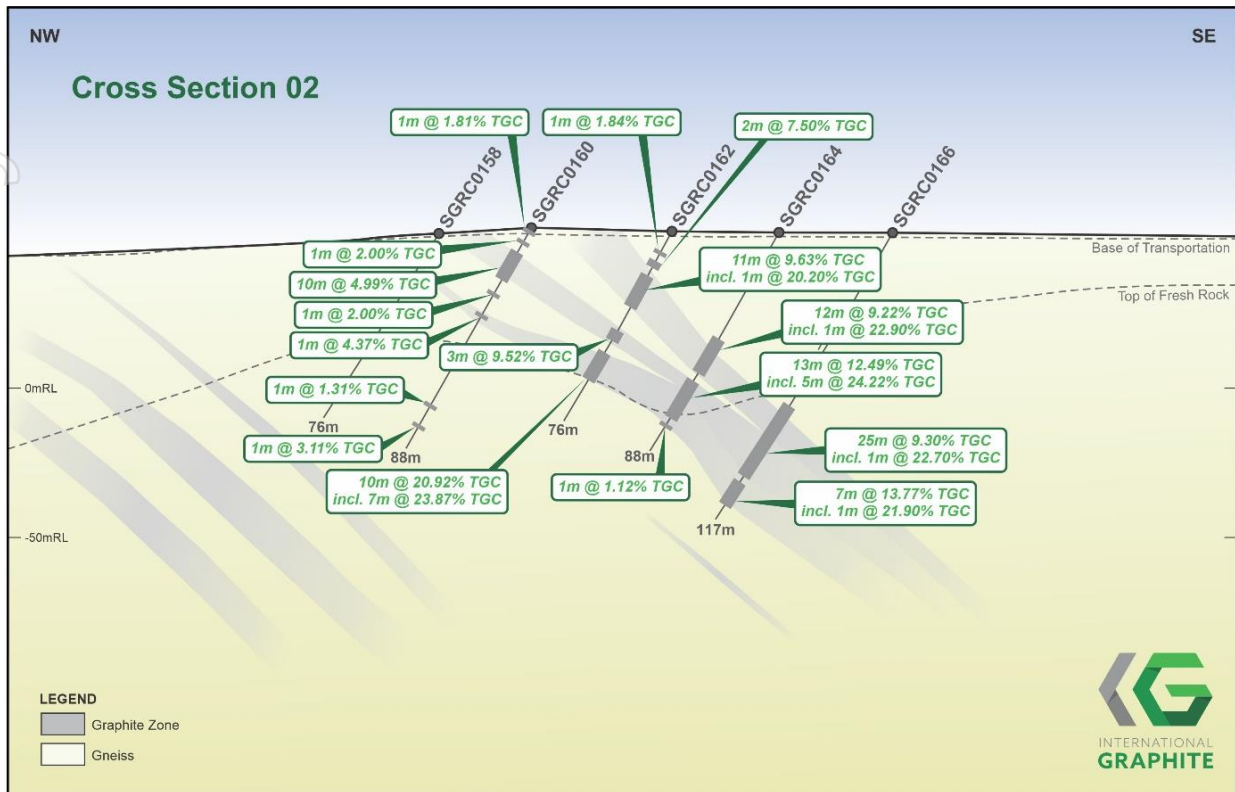 NW
SE
Cross Section 02
1m @ 1.81% TGC
1m @ 1.84% TGC
2m @ 7.50% TGC
SGRC0158
SGRC0160
SGRC0162
SGRC0164
SGRC0166
Base of Transportation
Top of Fresh Rock
1m @ 2.00% TGC
10m @ 4.99% TGC
1m @ 2.00% TGC
1m @ 4.37% TGC
1m @ 1.31% TGC
1m @ 3.11% TGC
3m @ 9.52% TGC
10m @ 20.92% TGC
incl. 7m @ 23.87% TGC
11m @ 9.63% TGC
incl. 1m @ 20.20% TGC
12m @ 9.22% TGC
incl. 1m @ 22.90% TGC
13m @ 12.49% TGC
incl. 5m @ 24.22% TGC
1m @ 1.12% TGC
25m @ 9.30% TGC
incl. 1m @ 22.70% TGC
7m @ 13.77% TGC
incl. 1m @ 21.90% TGC
76m
88m
76m
88m
117m
0mRL
-50mRL
LEGEND
Graphite Zone
Gneiss
INTERNATIONAL
GRAPHITE